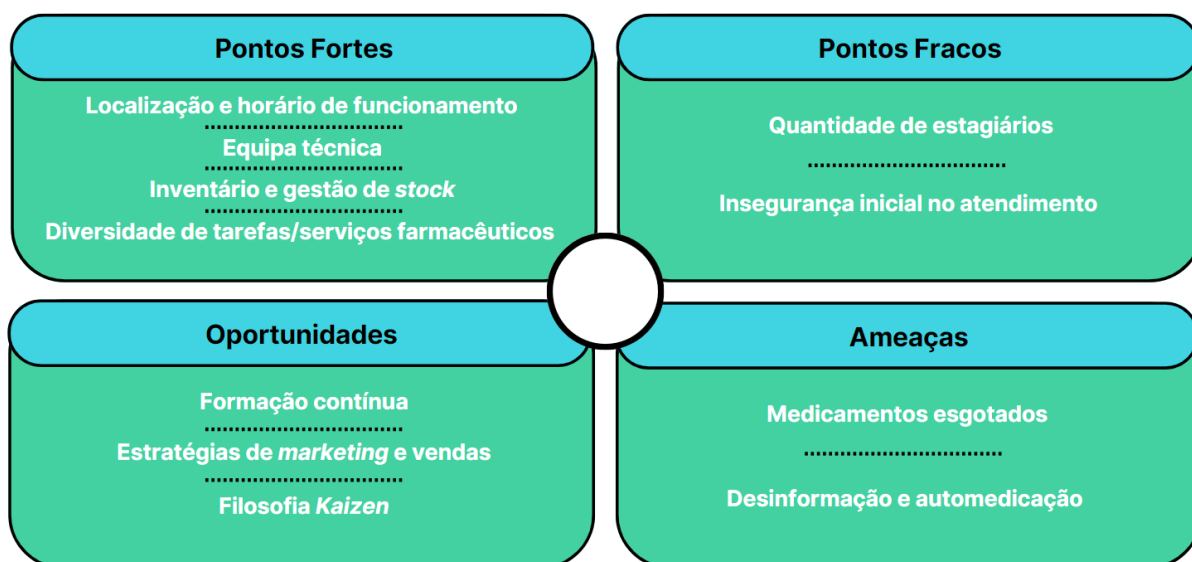 Pontos Fortes
Localização e horário de funcionamento
Equipa técnica
Inventário e gestão de stock
Diversidade de tarefas/serviços farmacêuticos
Pontos Fracos
Quantidade de estagiários
Insegurança inicial no atendimento
Oportunidades
Formação contínua
Estratégias de marketing e vendas
Filosofia Kaizen
Ameaças
Medicamentos esgotados
Desinformação e automedicação